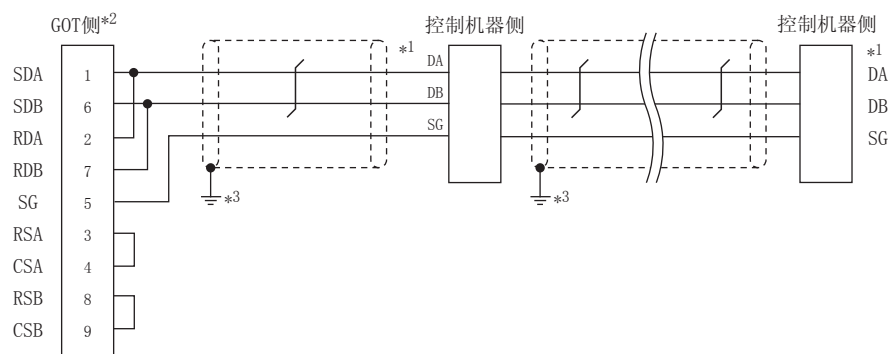 GOT侧*2
控制机器侧
控制机器侧
SDA 1
SDB 6
RDA 2
RDB 7
SG 5
RSA 3
CSA 4
RSB 8
CSB 9
*1
DA
DB
SG
*1
DA
DB
SG
*3
*3